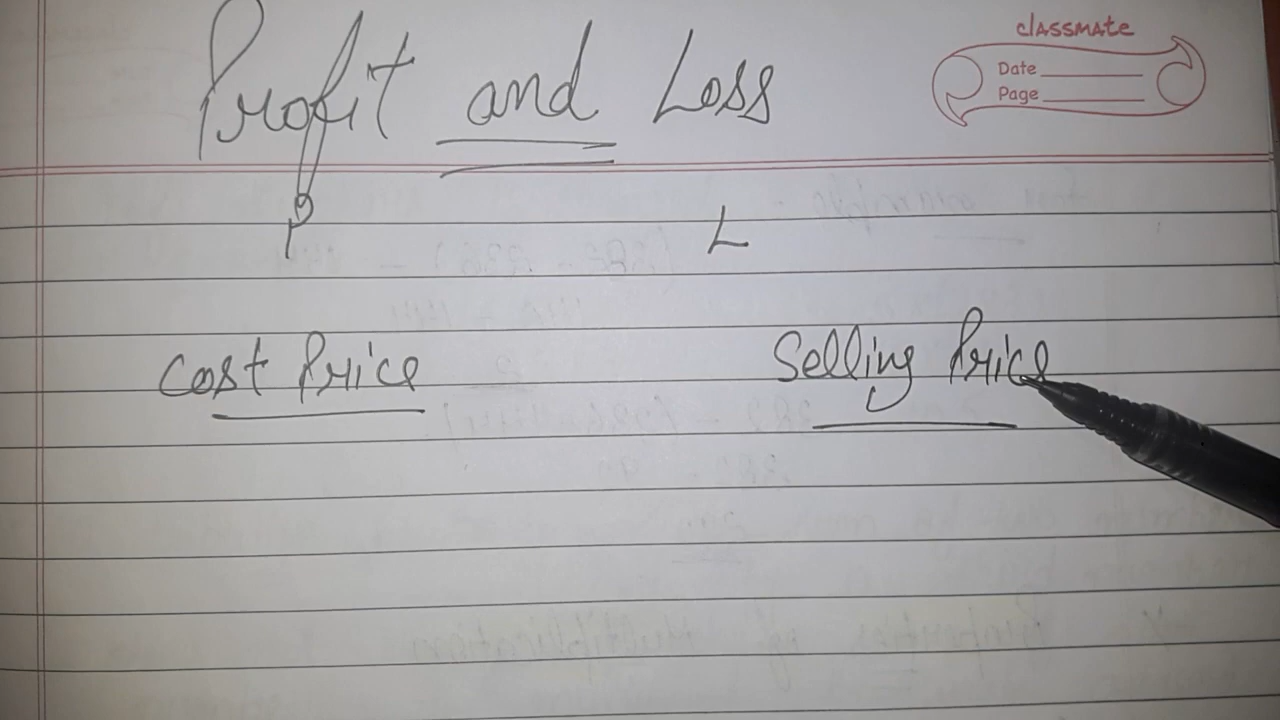 classmate
Date
Page
Profit and Loss
P L
Cost Price Selling Price